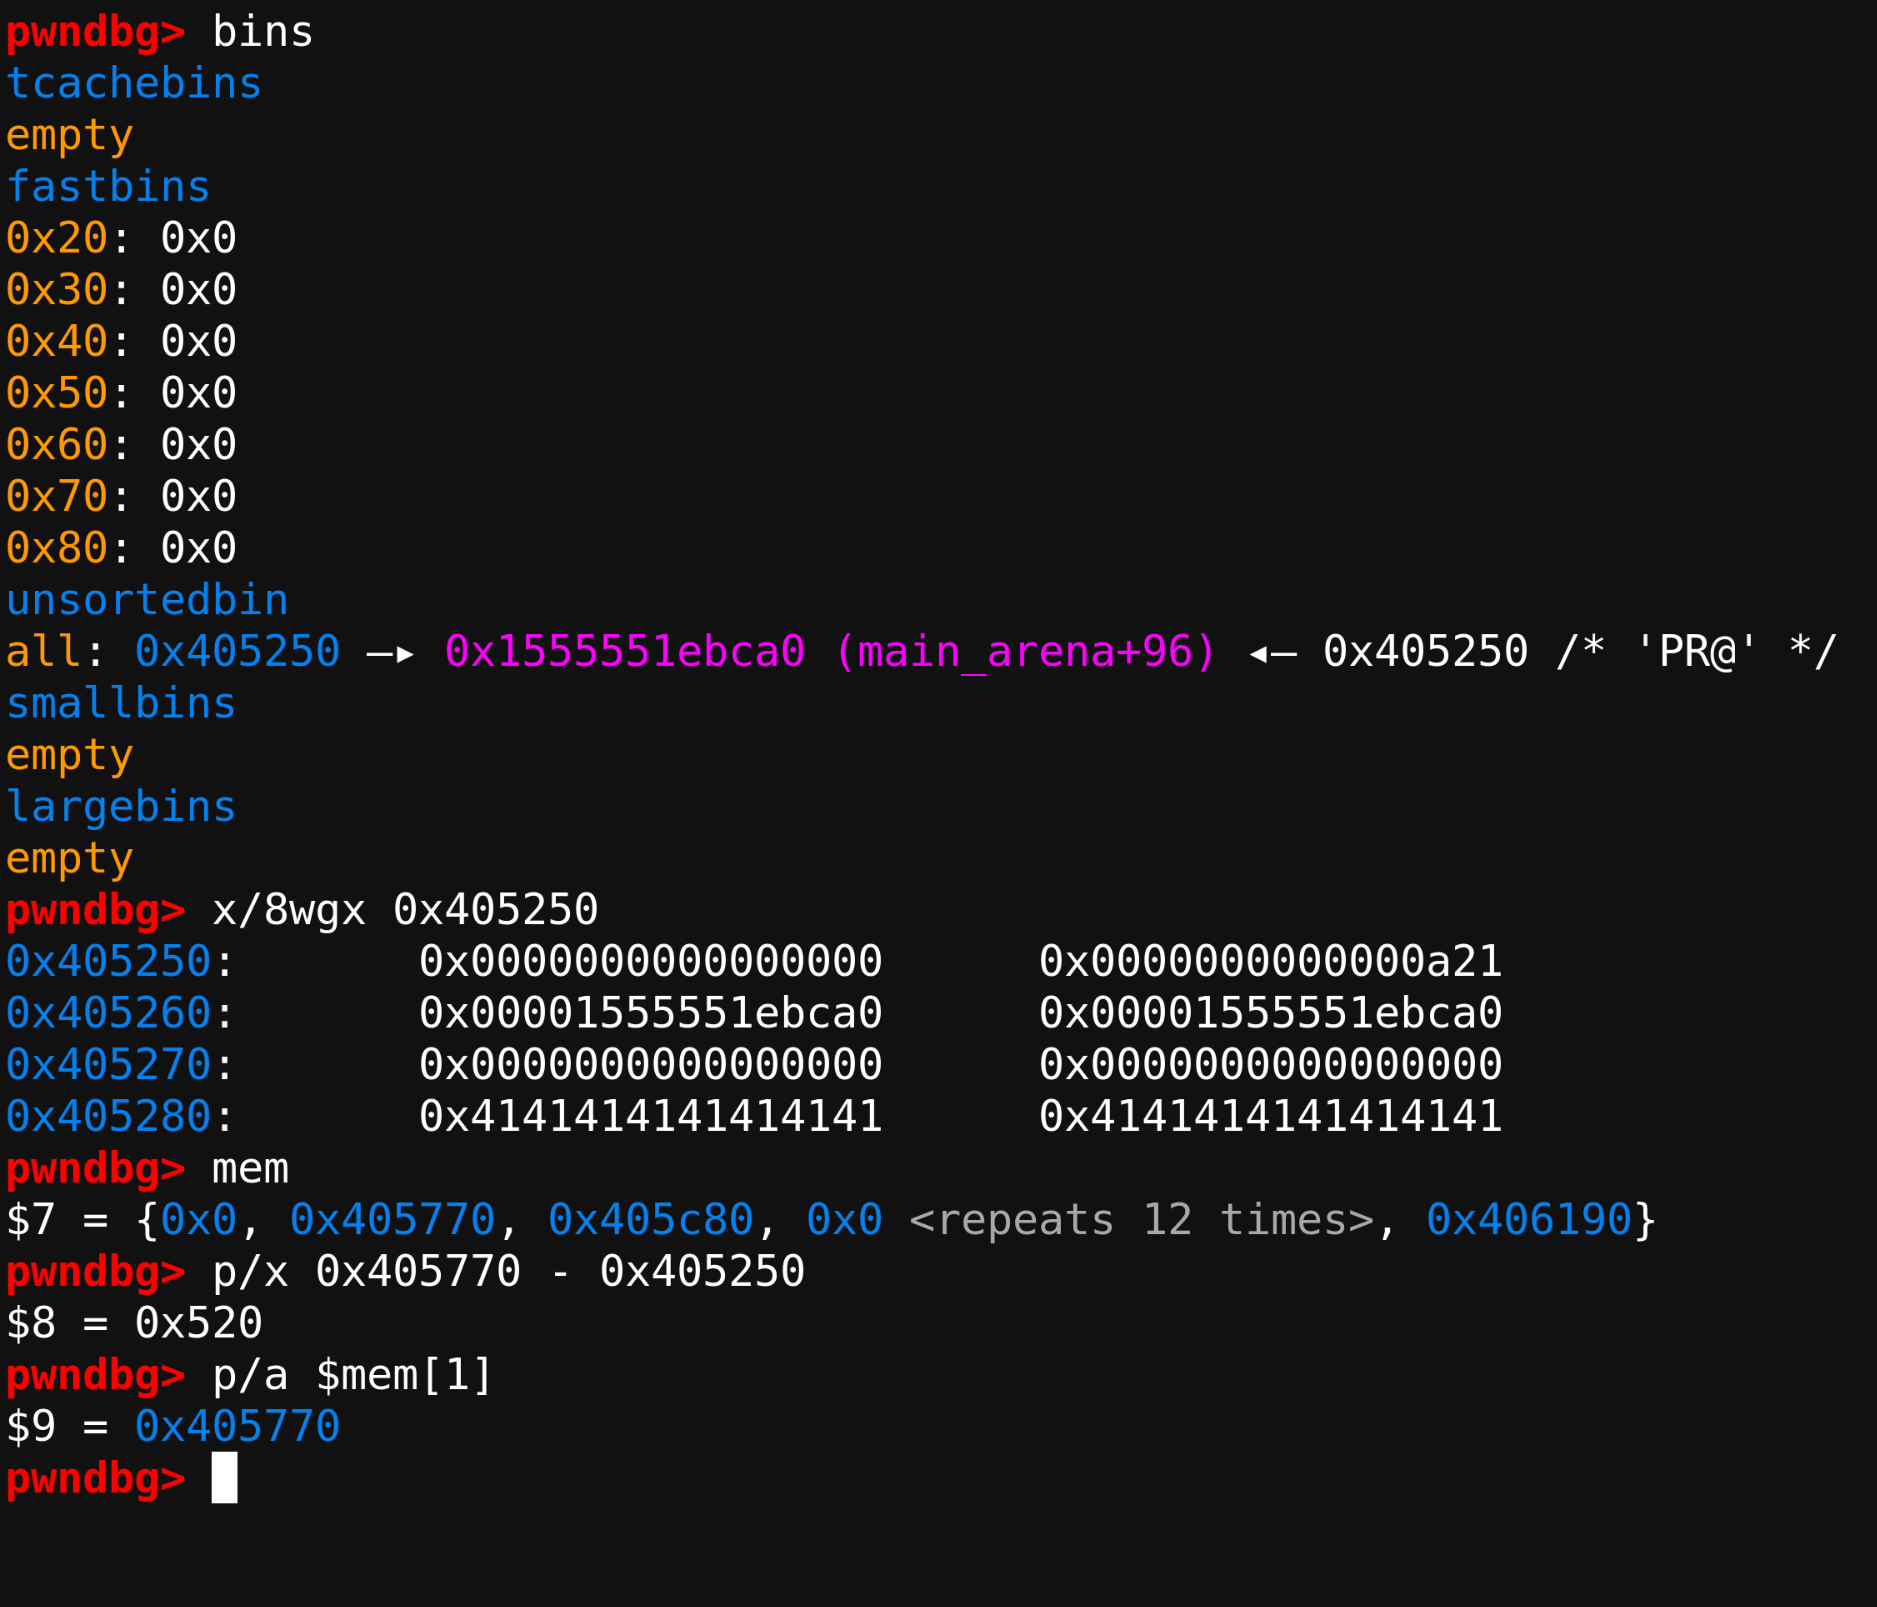 pwndbg> bins
tcachebins
empty
fastbins
0x20: 0x0
0x30: 0x0
0x40: 0x0
0x50: 0x0
0x60: 0x0
0x70: 0x0
0x80: 0x0
unsortedbin
all: 0x405250 —▸ 0x1555551ebca0 (main_arena+96) ◂— 0x405250 /* 'PR@' */
smallbins
empty
largebins
empty
pwndbg> x/8wgx 0x405250
0x405250:       0x0000000000000000      0x0000000000000a21
0x405260:       0x00001555551ebca0      0x00001555551ebca0
0x405270:       0x0000000000000000      0x0000000000000000
0x405280:       0x4141414141414141      0x4141414141414141
pwndbg> mem
$7 = {0x0, 0x405770, 0x405c80, 0x0 <repeats 12 times>, 0x406190}
pwndbg> p/x 0x405770 - 0x405250
$8 = 0x520
pwndbg> p/a $mem[1]
$9 = 0x405770
pwndbg>